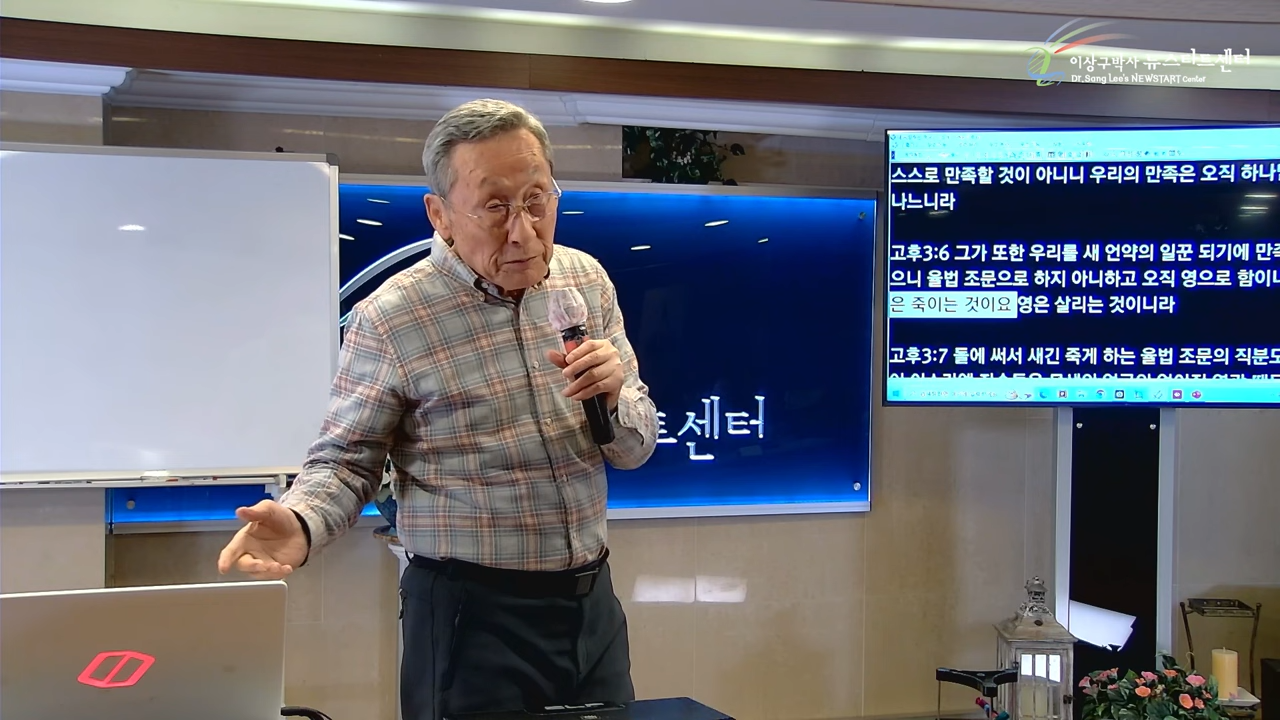 이상구박사 뉴스타트센터
Dr. Sang Lee's NEWSTART Center
스스로 만족할 것이 아니니 우리의 만족은 오직 하나
나느니라
고후3:6 그가 또한 우리를 새 언약의 일꾼 되기에 만족
으니 율법 조문으로 하지 아니하고 오직 영으로 함이니
은 죽이는 것이요 영은 살리는 것이니라
고후3:7 돌에 써서 새긴 죽게 하는 율법 조문의 직분도
트센터